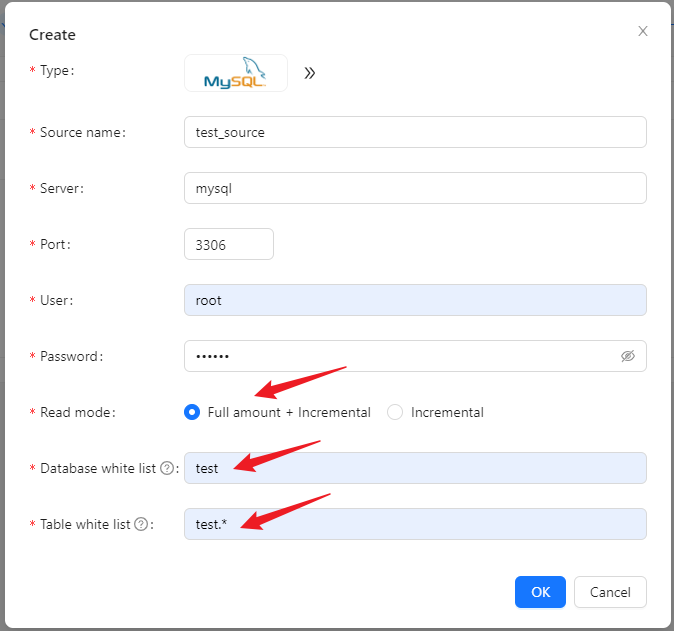 Create
* Type:
MySQL
* Source name: test_source
* Server: mysql
* Port: 3306
* User: root
* Password: ••••••
* Read mode: Full amount + Incremental Incremental
* Database white list ?: test
* Table white list ?: test.*
OK Cancel